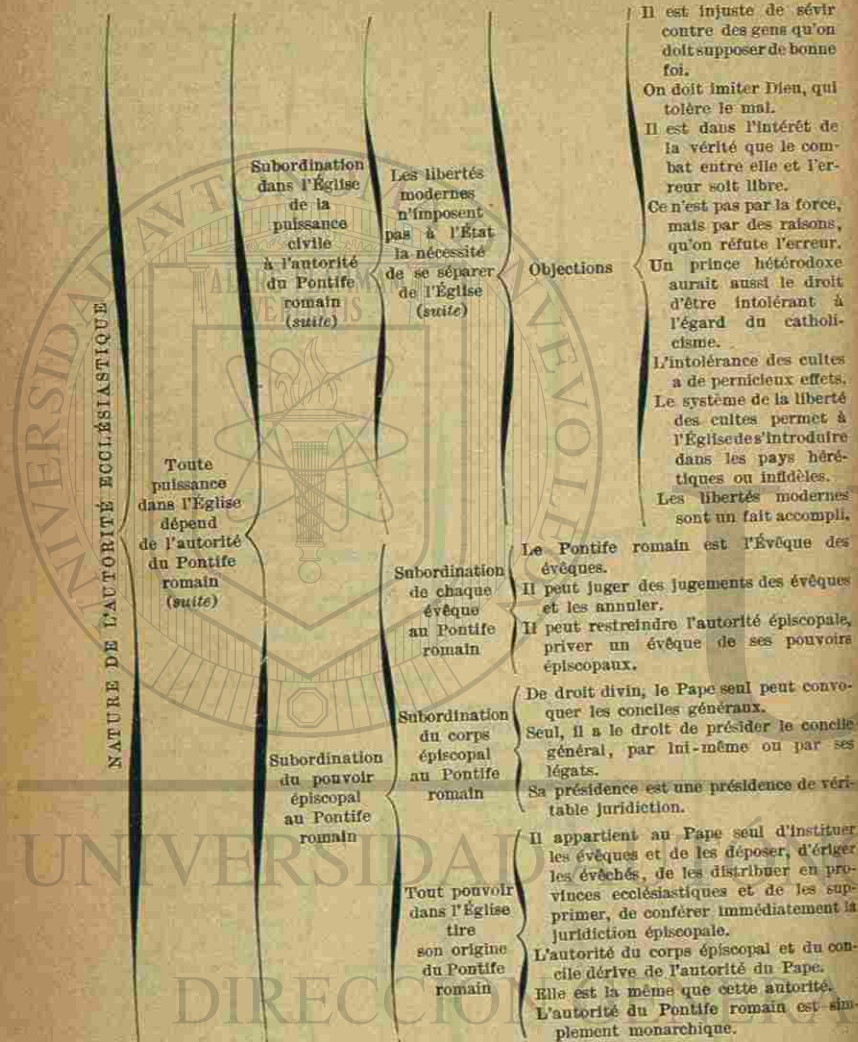 NATURE DE L'AUTORITÉ ECCLÉSIASTIQUE
Toute
puissance
dans l'Église
dépend
de l'autorité
du Pontife
romain
(suite)
Subordination
dans l'Église
de la
puissance
civile
à l'autorité
du Pontife
romain
(suite)
Les libertés
modernes
n'imposent
pas à l'État
la nécessité
de se séparer
de l'Église
(suite)
Objections
Il est injuste de sévir
contre des gens qu'on
doit supposer de bonne
foi.
On doit imiter Dieu, qui
tolère le mal.
Il est dans l'intérêt de
la vérité que le com-
bat entre elle et l'er-
reur soit libre.
Ce n'est pas par la force,
mais par des raisons,
qu'on réfute l'erreur.
Un prince hétérodoxe
aurait aussi le droit
d'être intolérant à
l'égard du catholi-
cisme.
L'intolérance des cultes
a de pernicieux effets.
Le système de la liberté
des cultes permet à
l'Église de s'introduire
dans les pays héré-
tiques ou infidèles.
Les libertés modernes
sont un fait accompli.
Subordination
du pouvoir
épiscopal
au Pontife
romain
Subordination
de chaque
évêque
au Pontife
romain
Le Pontife romain est l'Évêque des
évêques.
Il peut juger des jugements des évêques
et les annuler.
Il peut restreindre l'autorité épiscopale,
priver un évêque de ses pouvoirs
épiscopaux.
Subordination
du corps
épiscopal
au Pontife
romain
De droit divin, le Pape seul peut convo-
quer les conciles généraux.
Seul, il a le droit de présider le concile
général, par lui-même ou par ses
légats.
Sa présidence est une présidence de véri-
table juridiction.
Tout pouvoir
dans l'Église
tire
son origine
du Pontife
romain
Il appartient au Pape seul d'instituer
les évêques et de les déposer, d'ériger
les évêchés, de les distribuer en pro-
vinces ecclésiastiques et de les sup-
primer, de conférer immédiatement la
juridiction épiscopale.
L'autorité du corps épiscopal et du con-
cile dérive de l'autorité du Pape.
Elle est la même que cette autorité.
L'autorité du Pontife romain est sim-
plement monarchique.
UNIVERSIDAD
DIRECCIÓN